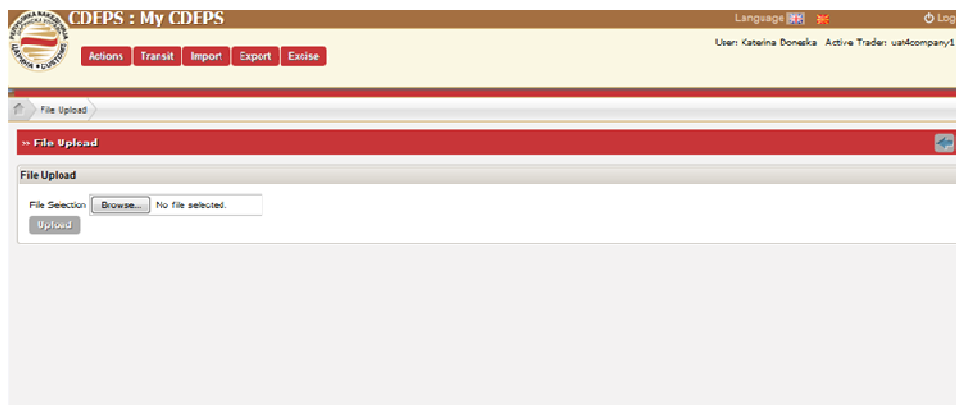 CDEPS : My CDEPS
Language
Log
User: Katerina Doneska Active Trader: uat4company1
Actions Transit Import Export Excise
File Upload
» File Upload
File Upload
File Selection Browse... No file selected.
Upload